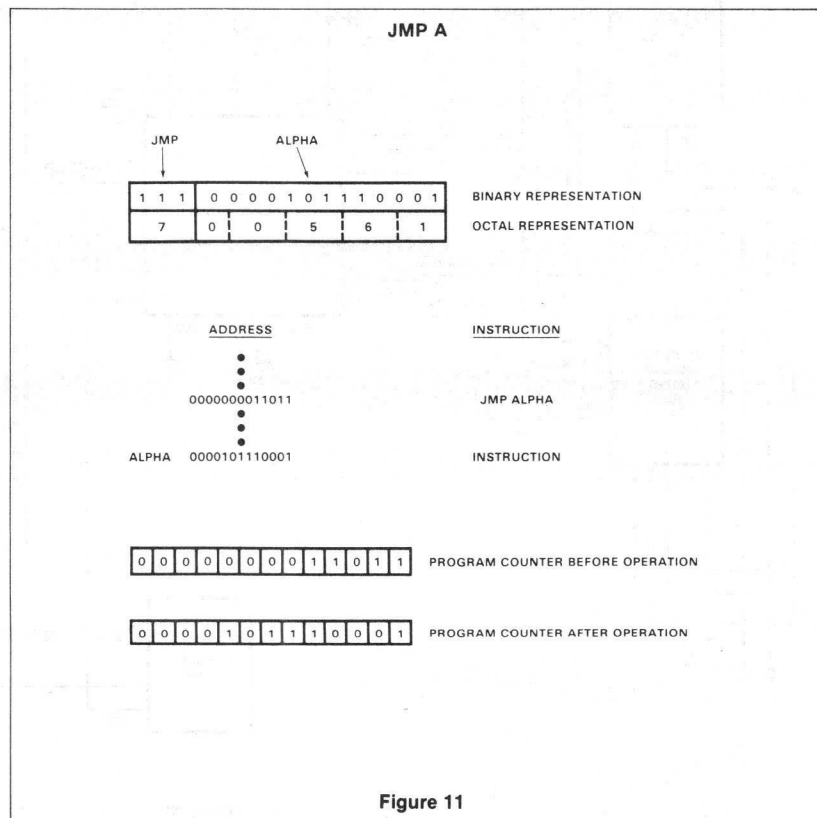 JMP A
JMP ALPHA
1 1 1 0 0 0 0 1 0 1 1 1 0 0 0 1 BINARY REPRESENTATION
7 0 0 5 6 1 OCTAL REPRESENTATION
ADDRESS INSTRUCTION
0000000011011 JMP ALPHA
ALPHA 0000101110001 INSTRUCTION
0 0 0 0 0 0 0 0 1 1 0 1 1 PROGRAM COUNTER BEFORE OPERATION
0 0 0 0 1 0 1 1 1 0 0 0 1 PROGRAM COUNTER AFTER OPERATION
Figure 11